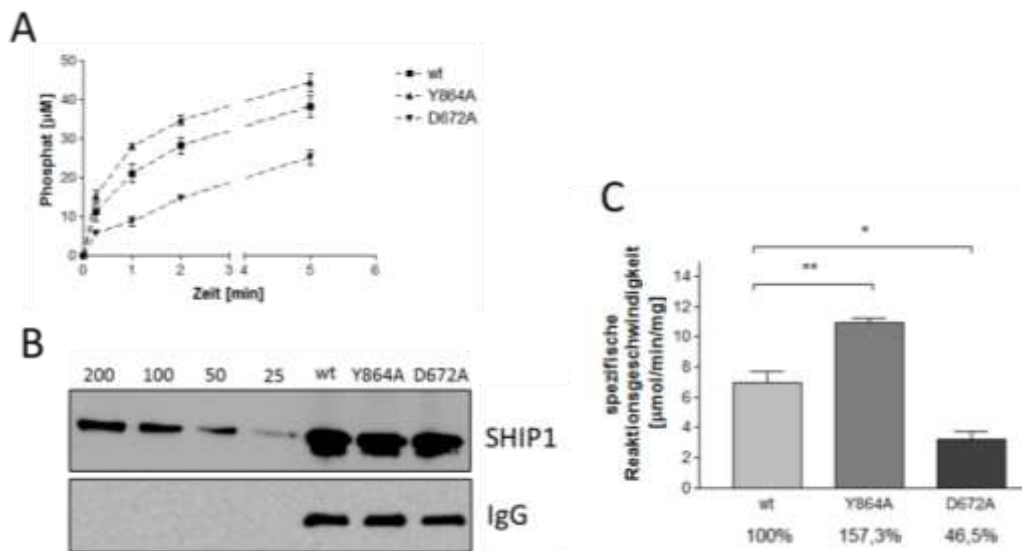 A
50
40
30
20
10
0
Phosphat [µM]
0 1 2 3 4 5 6
Zeit [min]
wt
Y864A
D672A
B
200 100 50 25 wt Y864A D672A
SHIP1
IgG
C
*
**
spezifische
Reaktionsgeschwindigkeit
[µmol/min/mg]
14
12
10
8
6
4
2
0
wt Y864A D672A
100% 157,3% 46,5%